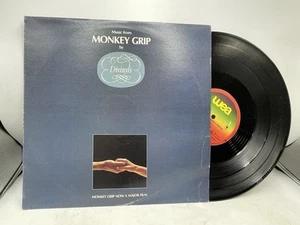 Music from
MONKEY GRIP
by
Divinyls
MONKEY GRIP NOW A MAJOR FILM
wea